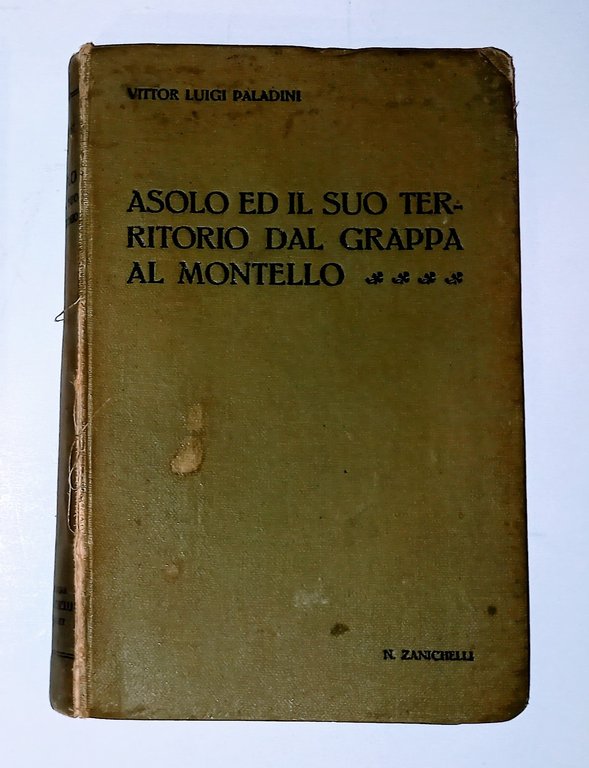 VITTOR LUIGI PALADINI
ASOLO ED IL SUO TER-
RITORIO DAL GRAPPA
AL MONTELLO
N. ZANICHELLI